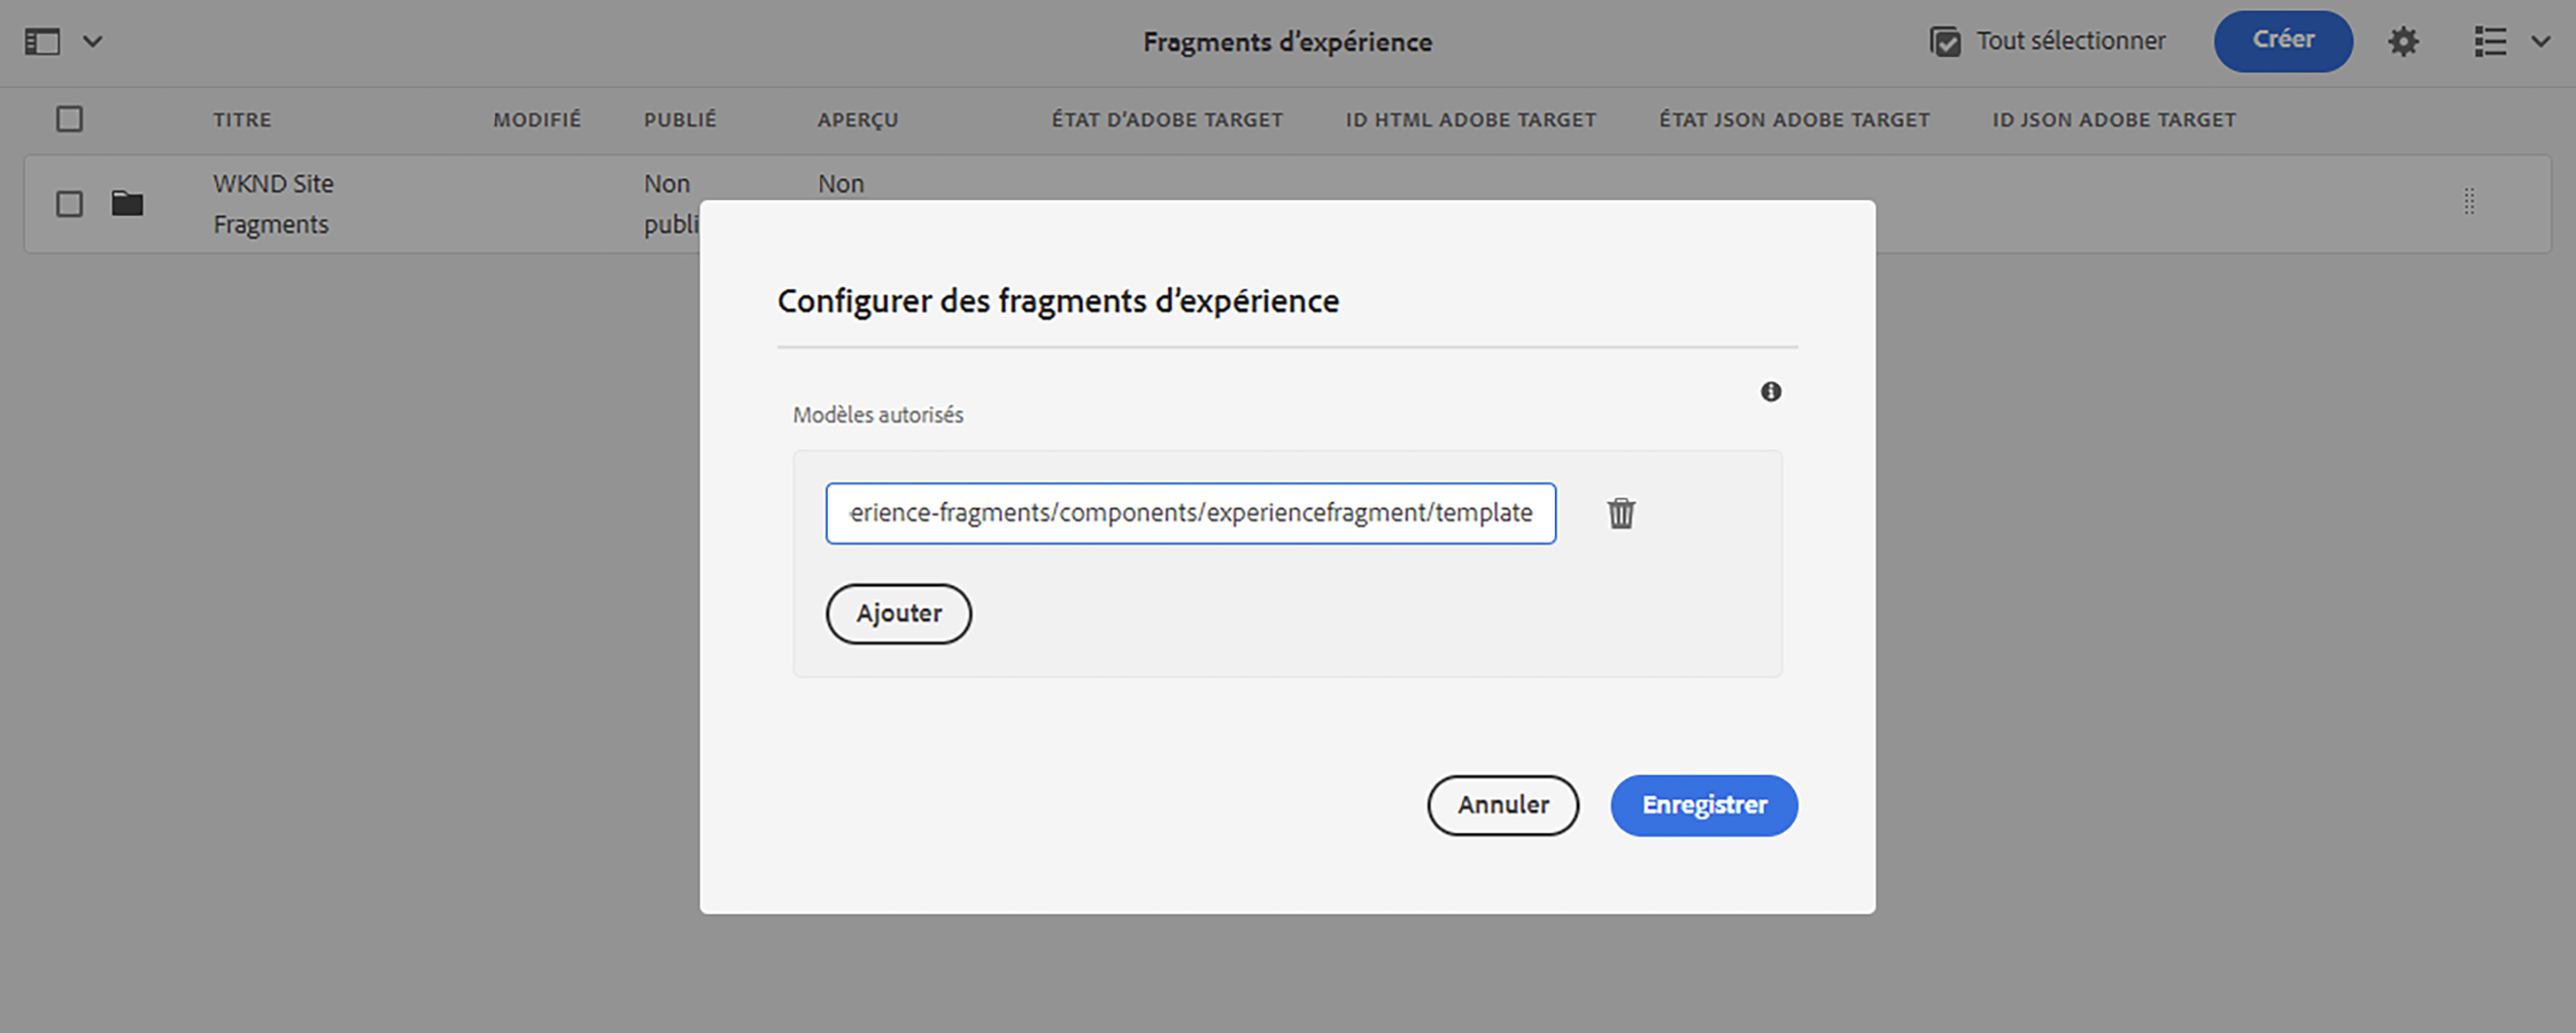 Fragments d’expérience
Tout sélectionner
Créer
TITRE MODIFIÉ PUBLIÉ APERÇU ÉTAT D’ADOBE TARGET ID HTML ADOBE TARGET ÉTAT JSON ADOBE TARGET ID JSON ADOBE TARGET
WKND Site Non Non
Fragments publi
Configurer des fragments d’expérience
Modèles autorisés
erience-fragments/components/experiencefragment/template
Ajouter
Annuler Enregistrer